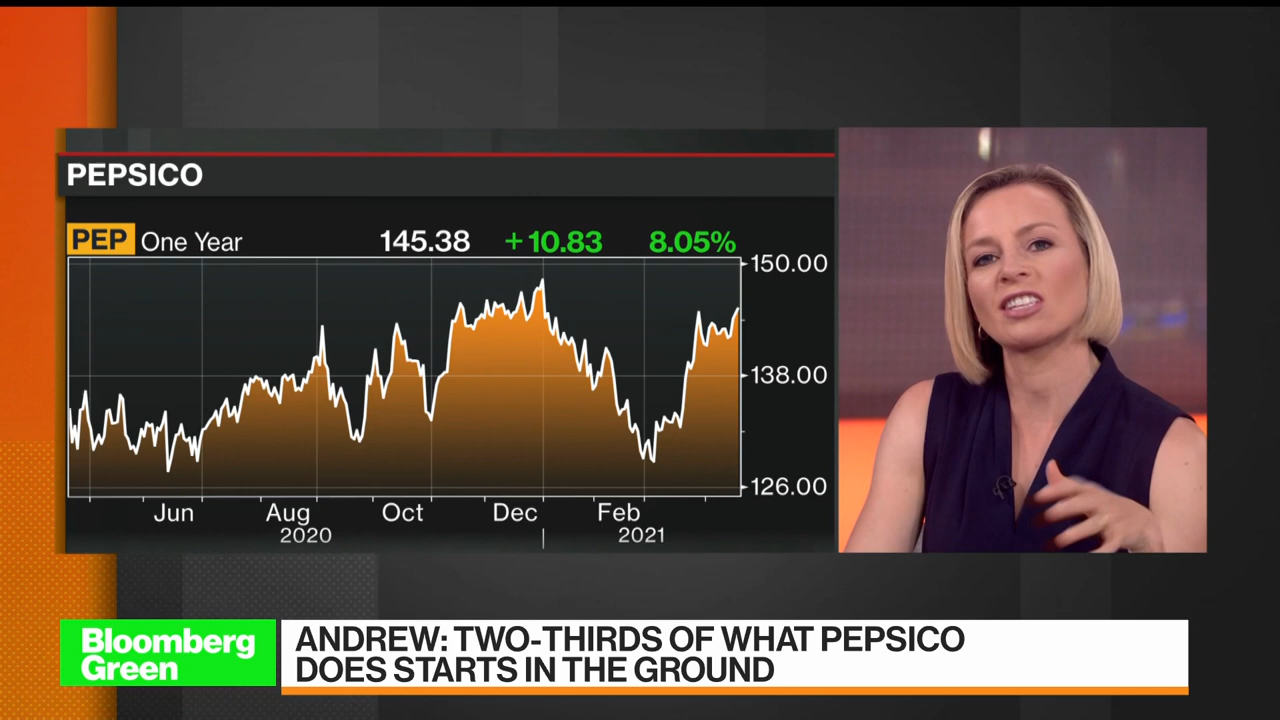 PEPSICO
PEP One Year 145.38 +10.83 8.05%
150.00
138.00
126.00
Jun Aug Oct Dec Feb
2020 2021
Bloomberg
Green
ANDREW: TWO-THIRDS OF WHAT PEPSICO
DOES STARTS IN THE GROUND